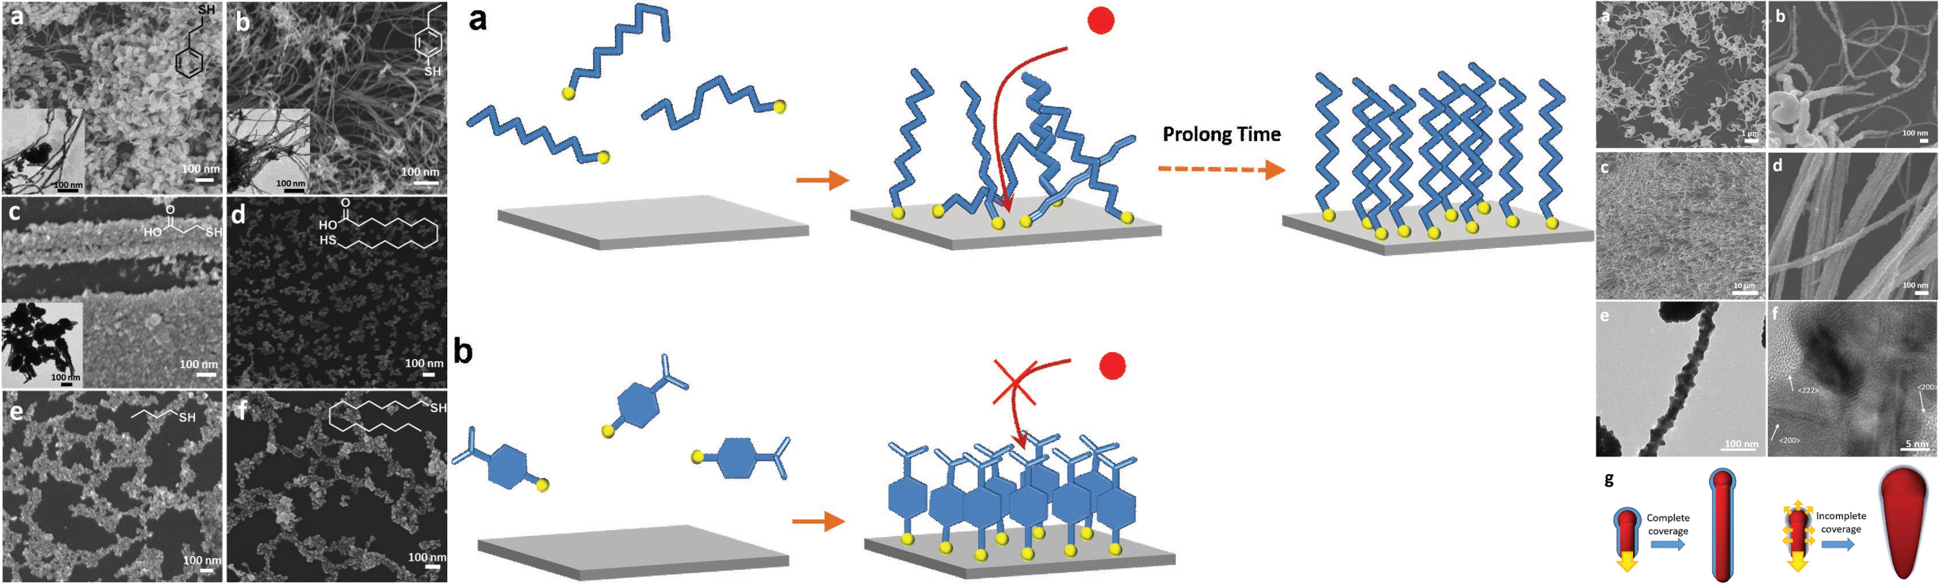 a
SH
100 nm
100 nm
b
SH
100 nm
100 nm
c
O
HO
SH
100 nm
100 nm
d
O
HO
HS
100 nm
e
SH
100 nm
f
SH
100 nm
a
Prolong Time
b
a
1 µm
b
100 nm
c
10 µm
d
100 nm
e
100 nm
f
<222>
<200>
<200>
5 nm
g
Complete
coverage
Incomplete
coverage